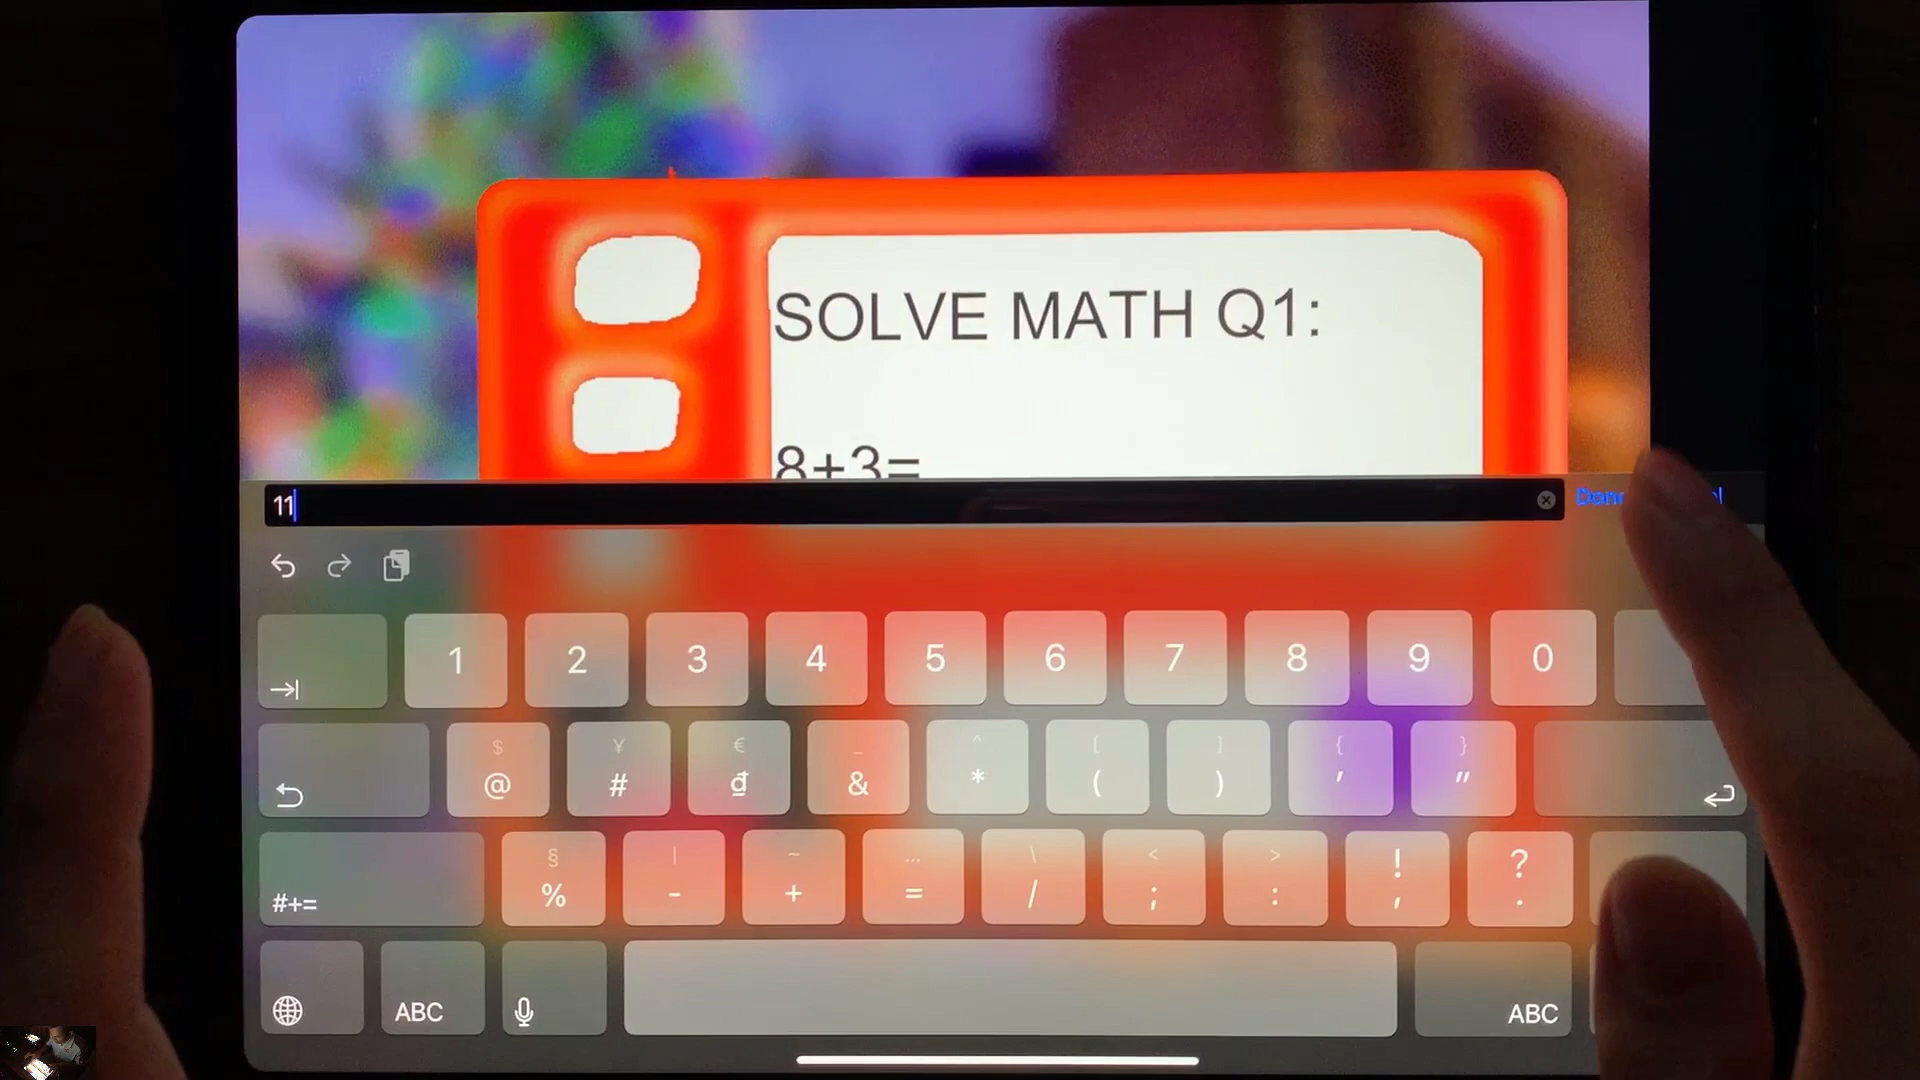 SOLVE MATH Q1:
8+3=
11
1 2 3 4 5 6 7 8 9 0
$ ¥ € _ ^ [ ] { }
@ # ₫ & * ( ) ' "
§ | ~ … \ < > ! ?
#+= % - + = / ; : , .
ABC ABC